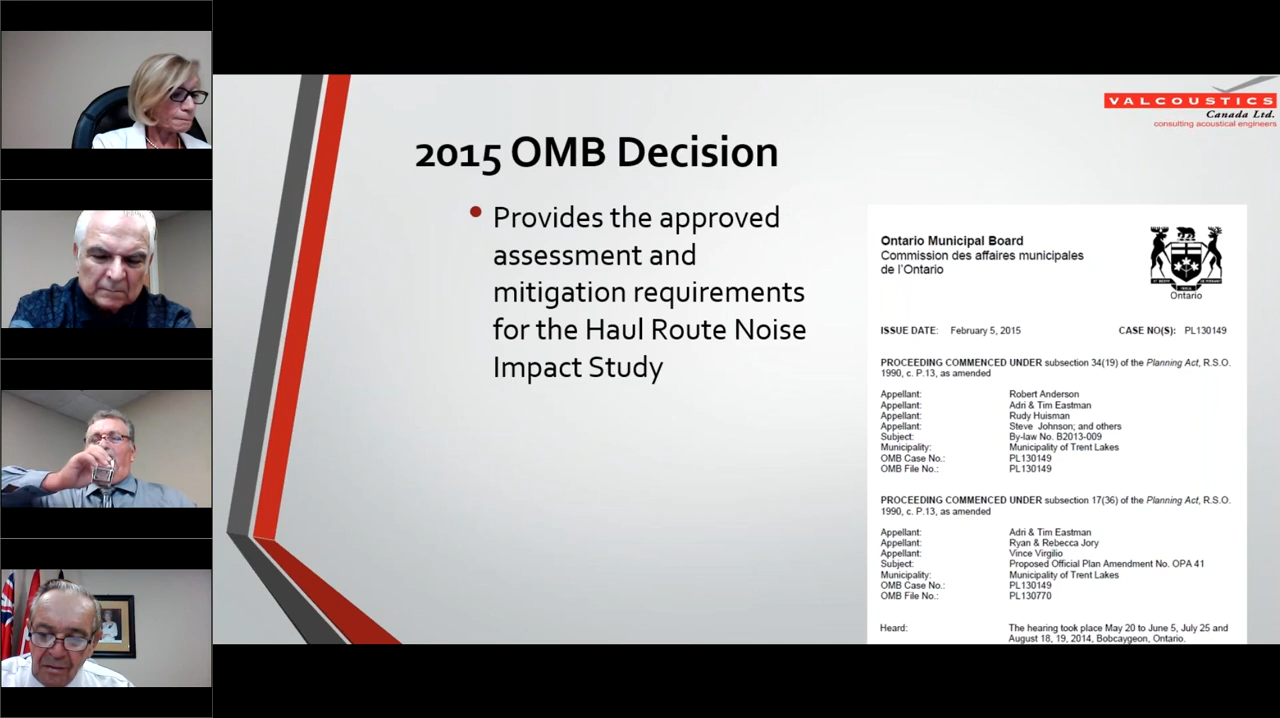 VALCOUSTICS
Canada Ltd.
consulting acoustical engineers
2015 OMB Decision
• Provides the approved
assessment and
mitigation requirements
for the Haul Route Noise
Impact Study
Ontario Municipal Board
Commission des affaires municipales
de l'Ontario
Ontario
ISSUE DATE: February 5, 2015 CASE NO(S): PL130149
PROCEEDING COMMENCED UNDER subsection 34(19) of the Planning Act, R.S.O.
1990, c. P.13, as amended
Appellant: Robert Anderson
Appellant: Adri & Tim Eastman
Appellant: Rudy Huisman
Appellant: Steve Johnson; and others
Subject: By-law No. B2013-009
Municipality: Municipality of Trent Lakes
OMB Case No.: PL130149
OMB File No.: PL130149
PROCEEDING COMMENCED UNDER subsection 17(36) of the Planning Act, R.S.O.
1990, c. P.13, as amended
Appellant: Adri & Tim Eastman
Appellant: Ryan & Rebecca Jory
Appellant: Vince Virgilio
Subject: Proposed Official Plan Amendment No. OPA 41
Municipality: Municipality of Trent Lakes
OMB Case No.: PL130149
OMB File No.: PL130770
Heard: The hearing took place May 20 to June 5, July 25 and
August 18, 19, 2014, Bobcaygeon, Ontario.